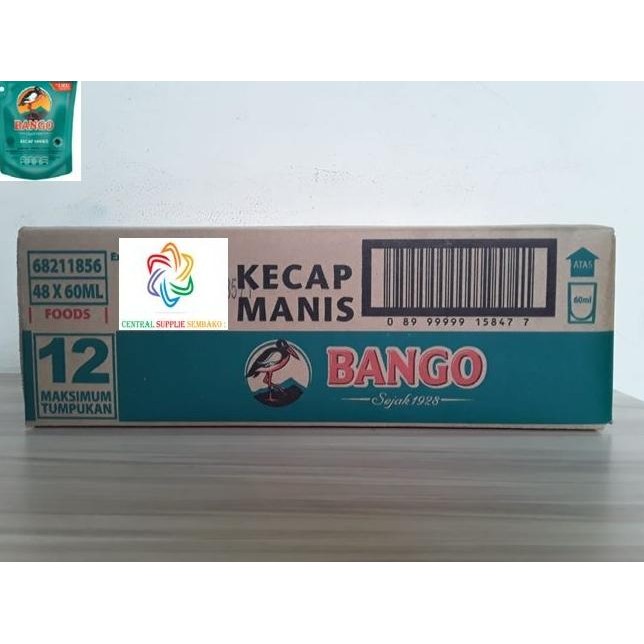 BANGO
KECAP MANIS
68211856
48 X 60ML
FOODS
CENTRAL SUPPLIE SEMBAKO
KECAP
MANIS
0 89 99999 15847 7
ATAS
60ml
12
MAKSIMUM
TUMPUKAN
BANGO
Sejak 1928